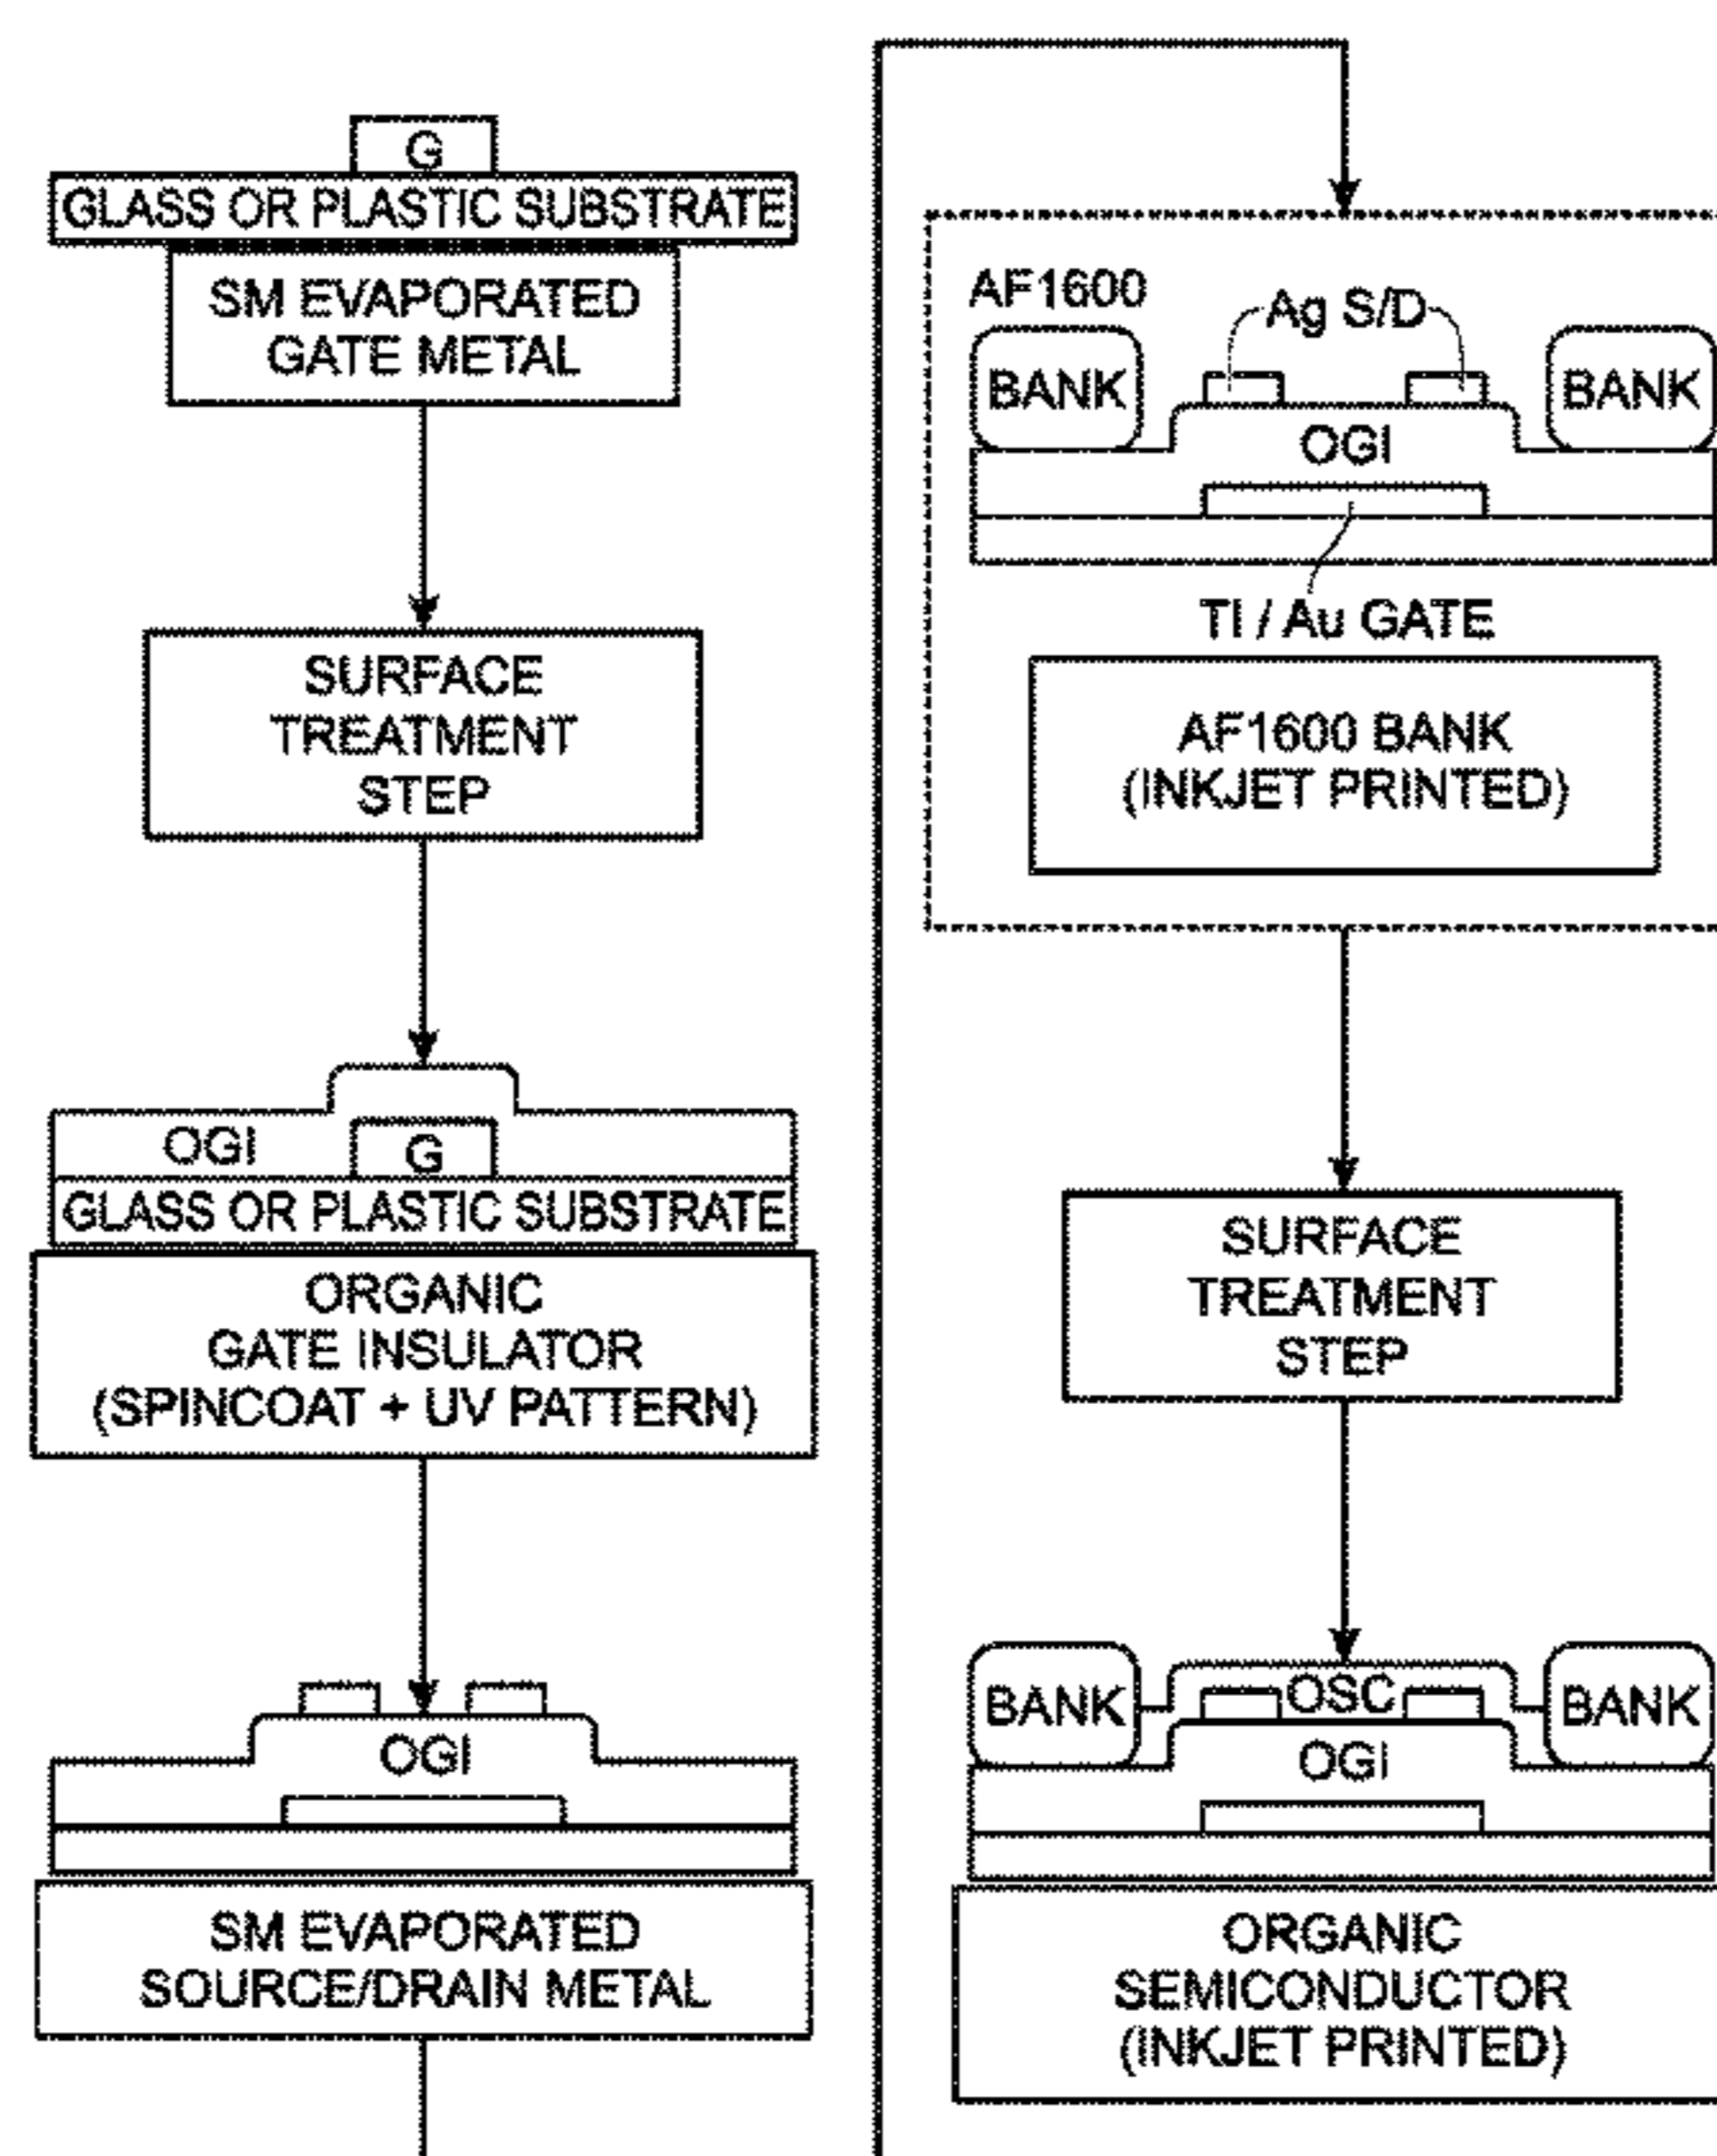 G
GLASS OR PLASTIC SUBSTRATE
SM EVAPORATED
GATE METAL
SURFACE
TREATMENT
STEP
OGI
G
GLASS OR PLASTIC SUBSTRATE
ORGANIC
GATE INSULATOR
(SPINCOAT + UV PATTERN)
OGI
SM EVAPORATED
SOURCE/DRAIN METAL
AF1600
Ag S/D
BANK
BANK
OGI
TI / Au GATE
AF1600 BANK
(INKJET PRINTED)
SURFACE
TREATMENT
STEP
BANK
OSC
BANK
OGI
ORGANIC
SEMICONDUCTOR
(INKJET PRINTED)